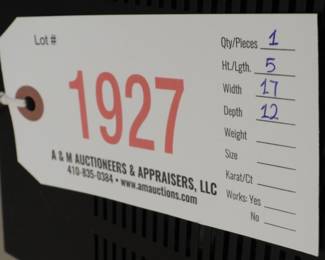 Lot #
1927
A & M AUCTIONEERS & APPRAISERS, LLC
410-835-0384 • www.amauctions.com
Qty/Pieces 1
Ht./Lgth. 5
Width 17
Depth 12
Weight
Size
Karat/Ct
Works: Yes
No